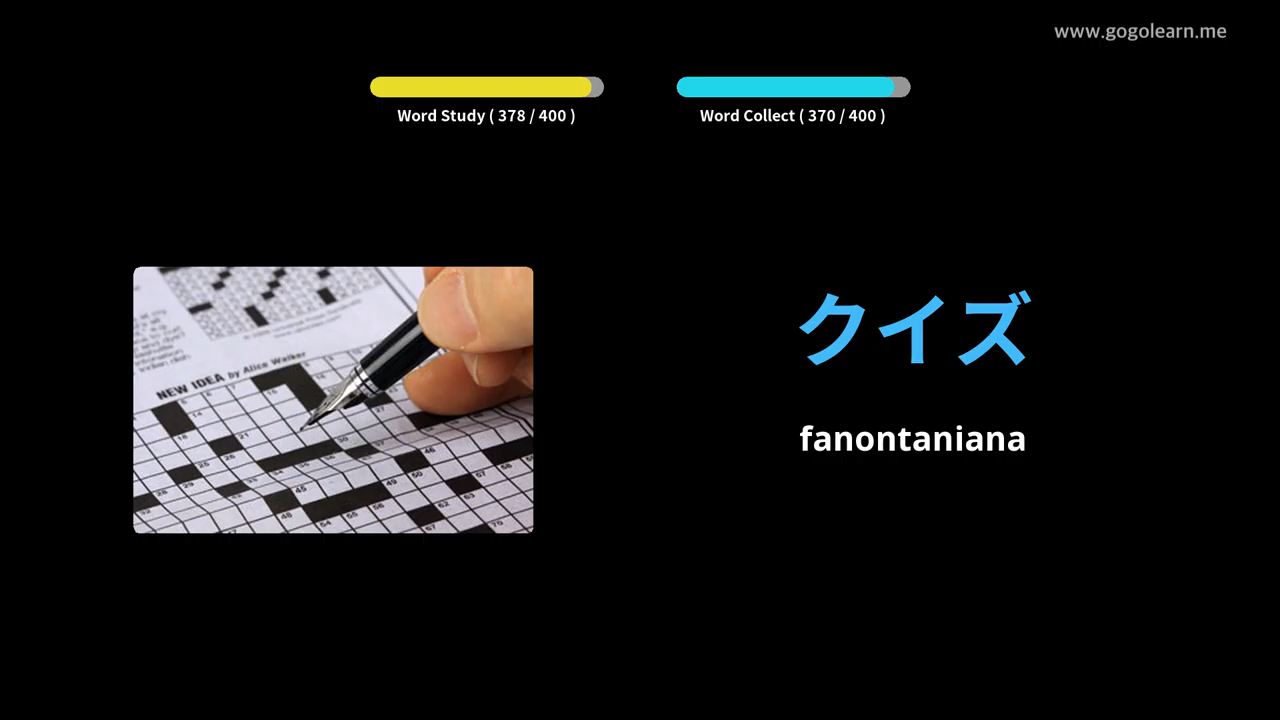 www.gogolearn.me
Word Study ( 378 / 400 )
Word Collect ( 370 / 400 )
NEW IDEA by Alice Walker
クイズ
fanontaniana